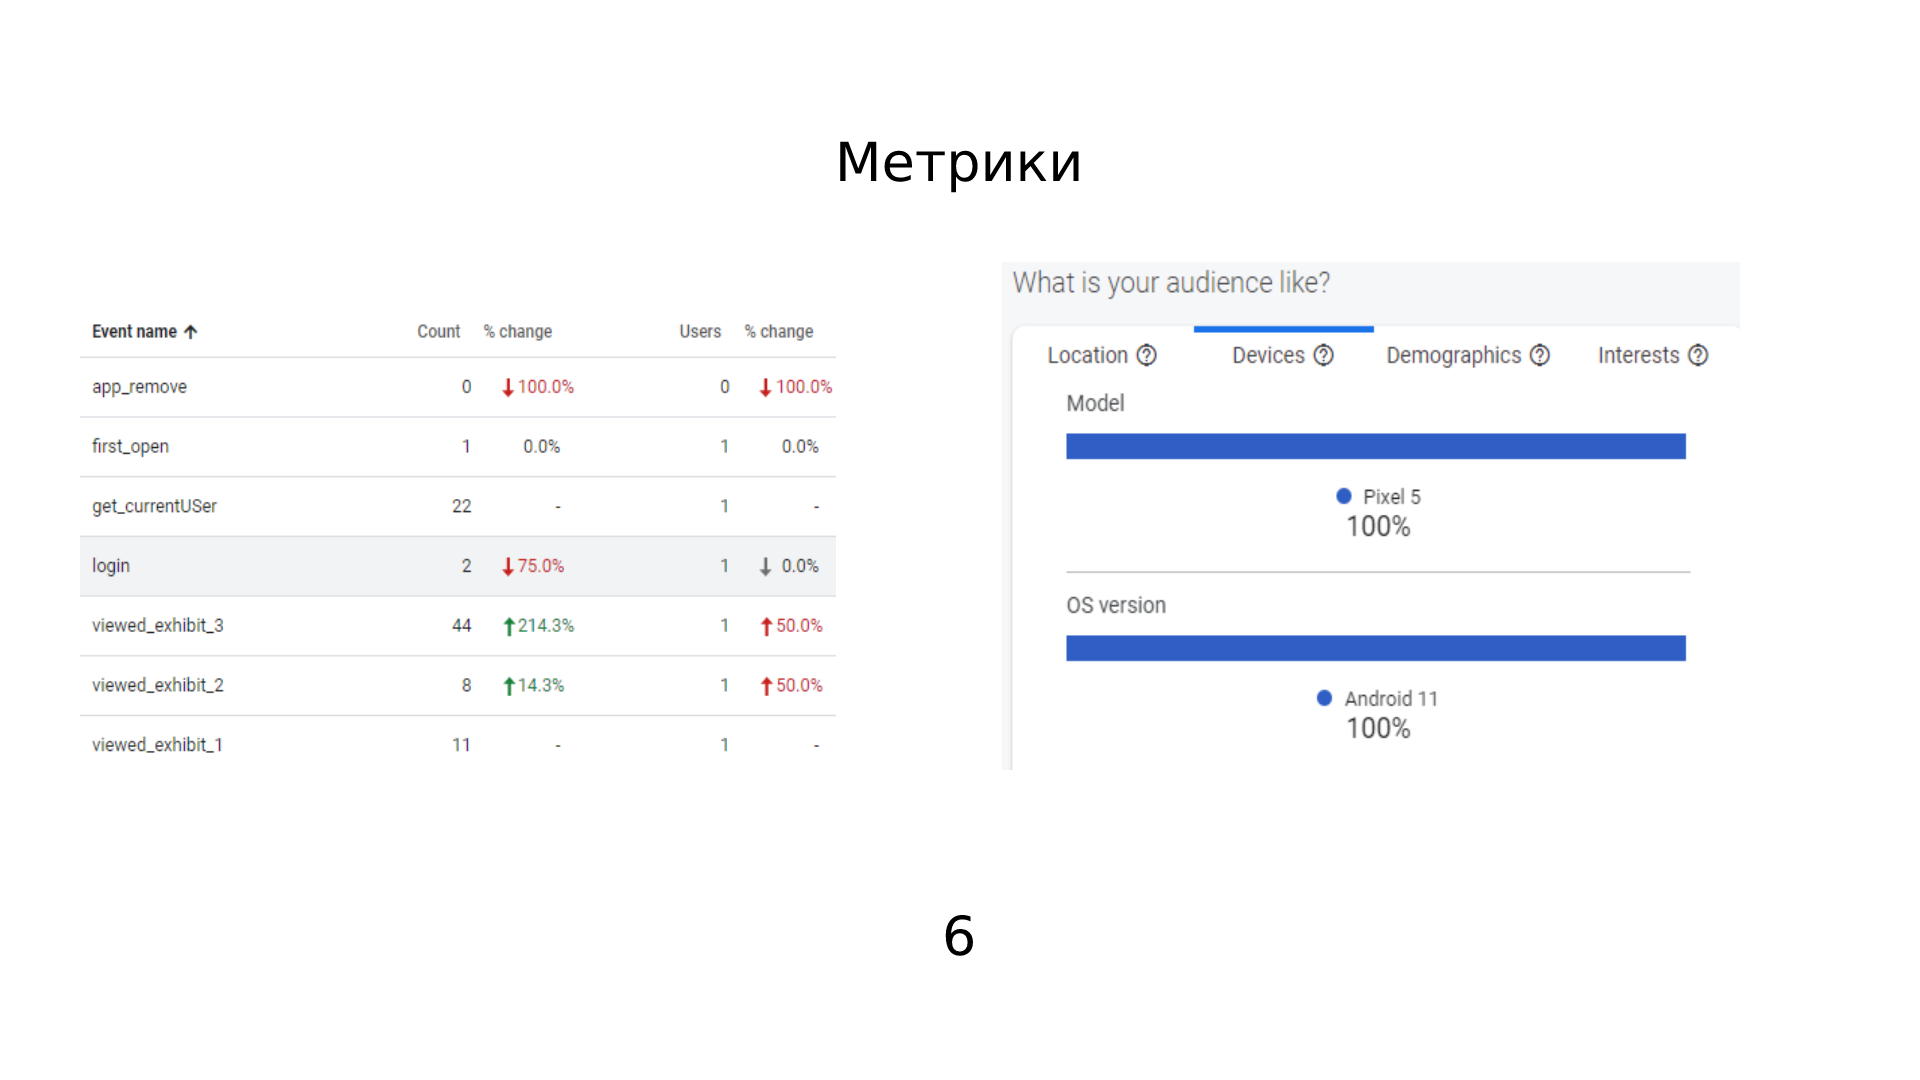 Метрики
Event name ↑ Count % change Users % change
app_remove 0 ↓100.0% 0 ↓100.0%
first_open 1 0.0% 1 0.0%
get_currentUSer 22 - 1 -
login 2 ↓75.0% 1 ↓ 0.0%
viewed_exhibit_3 44 ↑214.3% 1 ↑50.0%
viewed_exhibit_2 8 ↑14.3% 1 ↑50.0%
viewed_exhibit_1 11 - 1 -
What is your audience like?
Location ? Devices ? Demographics ? Interests ?
Model
Pixel 5
100%
OS version
Android 11
100%
6